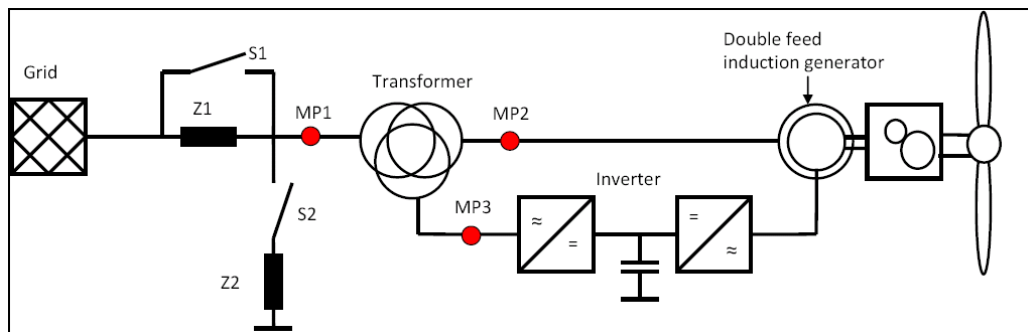 Grid
S1
Z1
MP1
Transformer
MP2
Double feed
induction generator
Inverter
S2
MP3
≈
=
=
≈
Z2